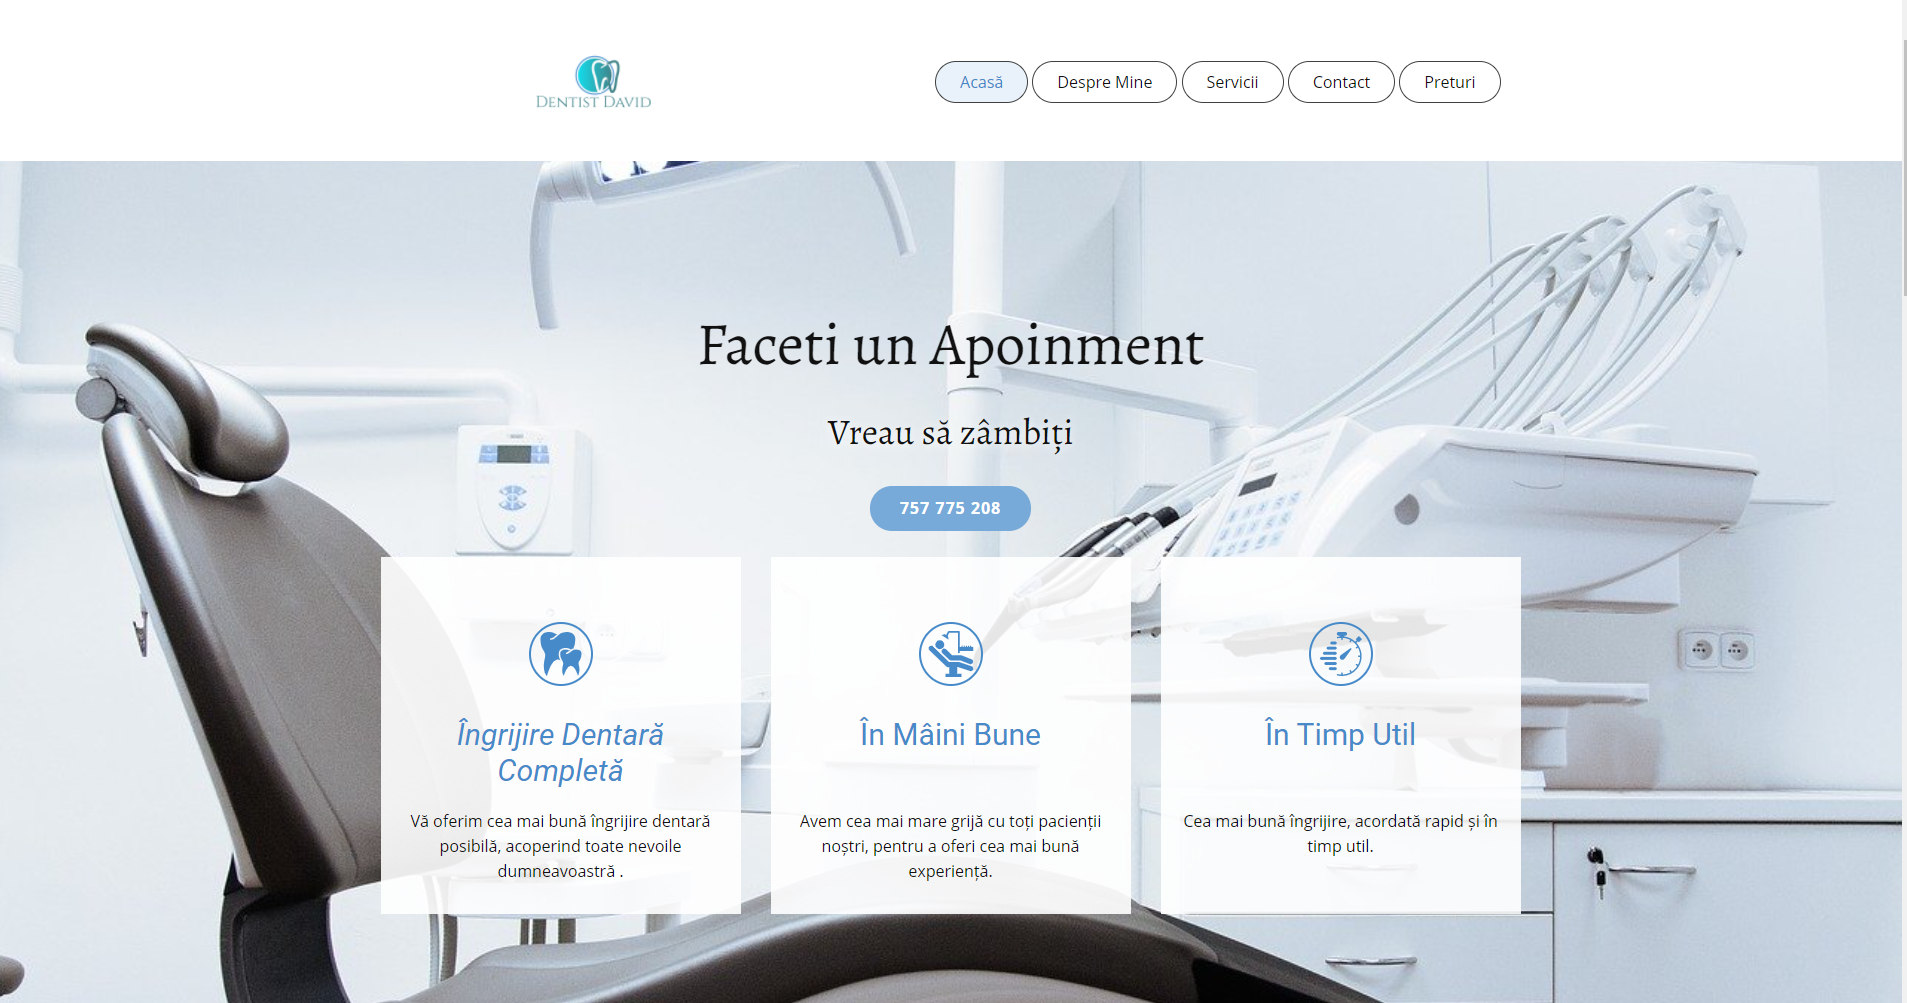 DENTIST DAVID
Acasă
Despre Mine
Servicii
Contact
Preturi
Faceti un Apoinment
Vreau să zâmbiți
757 775 208
Îngrijire Dentară
Completă
Vă oferim cea mai bună îngrijire dentară
posibilă, acoperind toate nevoile
dumneavoastră .
În Mâini Bune
Avem cea mai mare grijă cu toți pacienții
noștri, pentru a oferi cea mai bună
experiență.
În Timp Util
Cea mai bună îngrijire, acordată rapid și în
timp util.